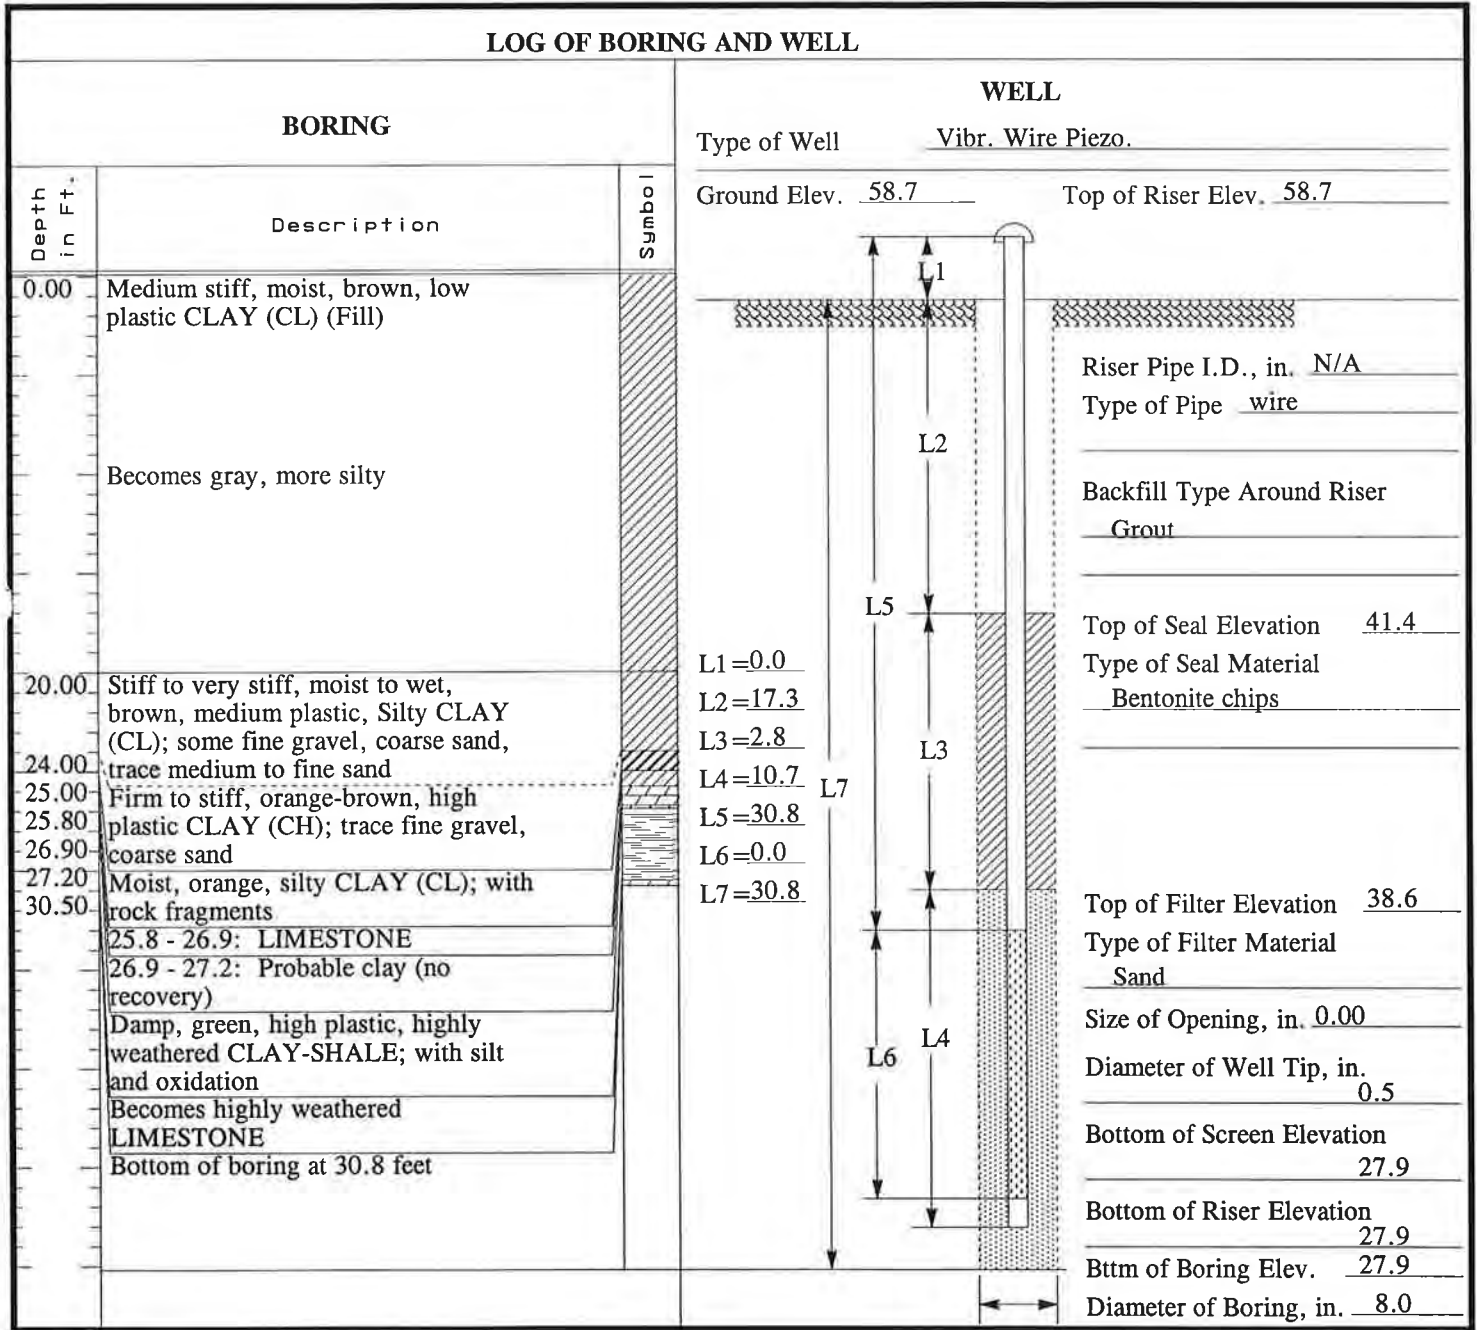 LOG OF BORING AND WELL
BORING
Depth in Ft.
Description
Symbol
0.00
Medium stiff, moist, brown, low
plastic CLAY (CL) (Fill)
Becomes gray, more silty
20.00
Stiff to very stiff, moist to wet,
brown, medium plastic, Silty CLAY
(CL); some fine gravel, coarse sand,
trace medium to fine sand
24.00
25.00
Firm to stiff, orange-brown, high
plastic CLAY (CH); trace fine gravel,
coarse sand
25.80
26.90
27.20
Moist, orange, silty CLAY (CL); with
rock fragments
30.50
25.8 - 26.9: LIMESTONE
26.9 - 27.2: Probable clay (no
recovery)
Damp, green, high plastic, highly
weathered CLAY-SHALE; with silt
and oxidation
Becomes highly weathered
LIMESTONE
Bottom of boring at 30.8 feet
WELL
Type of Well Vibr. Wire Piezo.
Ground Elev. 58.7 Top of Riser Elev. 58.7
L1
L2
L5
L3
L7
L4
L6
L1=0.0
L2=17.3
L3=2.8
L4=10.7
L5=30.8
L6=0.0
L7=30.8
Riser Pipe I.D., in. N/A
Type of Pipe wire
Backfill Type Around Riser
Grout
Top of Seal Elevation 41.4
Type of Seal Material
Bentonite chips
Top of Filter Elevation 38.6
Type of Filter Material
Sand
Size of Opening, in. 0.00
Diameter of Well Tip, in.
0.5
Bottom of Screen Elevation
27.9
Bottom of Riser Elevation
27.9
Bttm of Boring Elev. 27.9
Diameter of Boring, in. 8.0